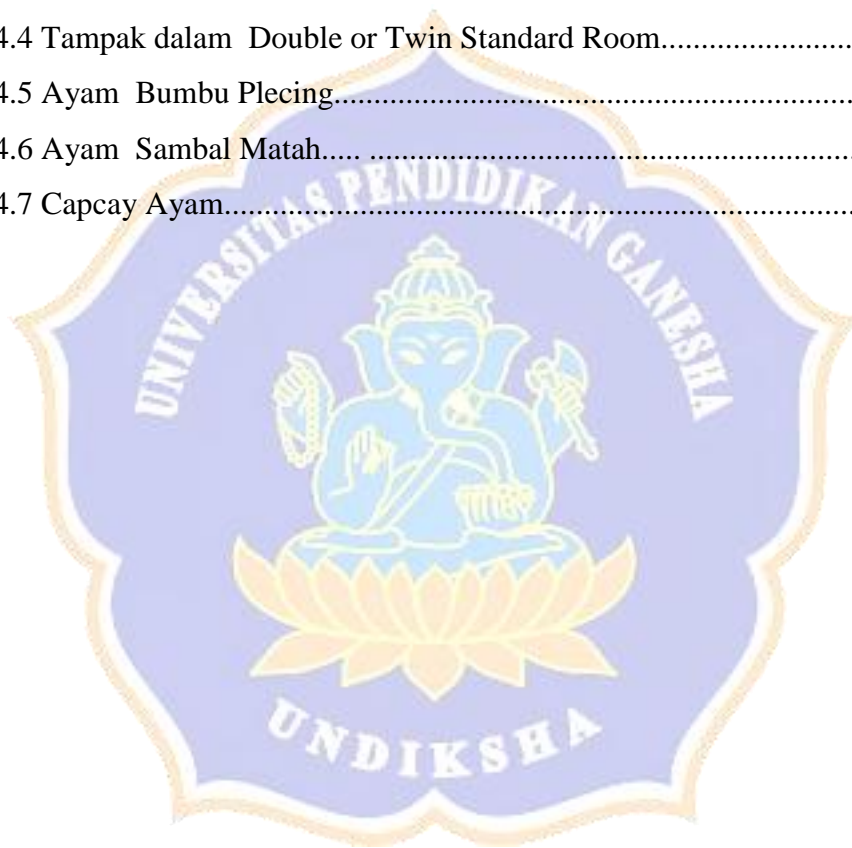 4.4 Tampak dalam  Double or Twin Standard Room........................
4.5 Ayam  Bumbu Plecing...............................................................
4.6 Ayam  Sambal Matah..... ..........................................................
4.7 Capcay Ayam............................................................................
UNIVERSITAS PENDIDIKAN GANESHA
UNDIKSHA